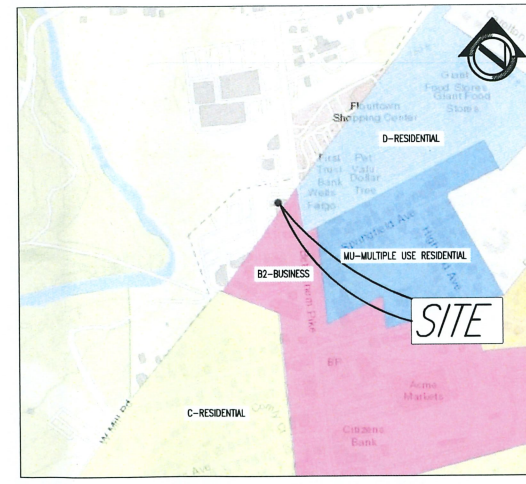 Giant
Food Stores
Giant Food
Stores
Flourtown
Shopping Center
D-RESIDENTIAL
First Pet
Trust Valu
Bank Dollar
Wells Tree
Fargo
Springfield Ave
MU-MULTIPLE USE RESIDENTIAL
B2-BUSINESS
SITE
BP
Acme
Markets
C-RESIDENTIAL
Citizens
Bank
W Mill Rd
Ave